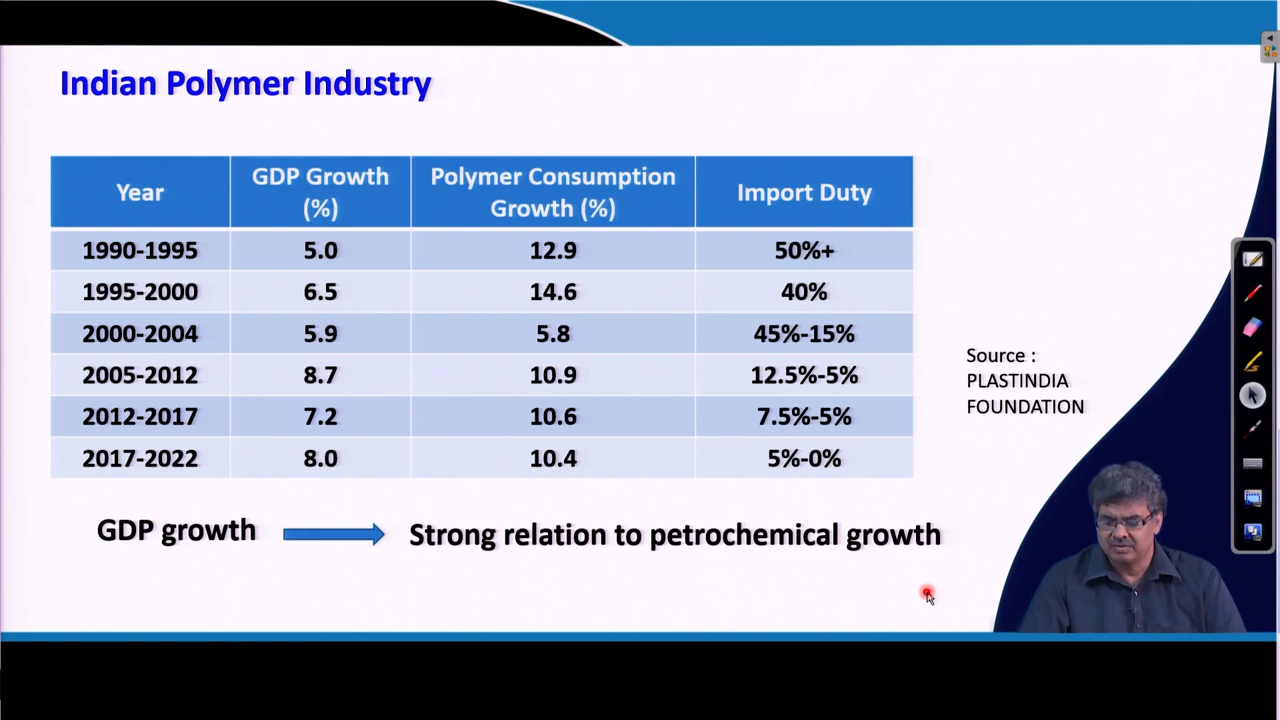 Indian Polymer Industry
Year GDP Growth (%) Polymer Consumption Growth (%) Import Duty
1990-1995 5.0 12.9 50%+
1995-2000 6.5 14.6 40%
2000-2004 5.9 5.8 45%-15%
2005-2012 8.7 10.9 12.5%-5%
2012-2017 7.2 10.6 7.5%-5%
2017-2022 8.0 10.4 5%-0%
Source :
PLASTINDIA
FOUNDATION
GDP growth Strong relation to petrochemical growth